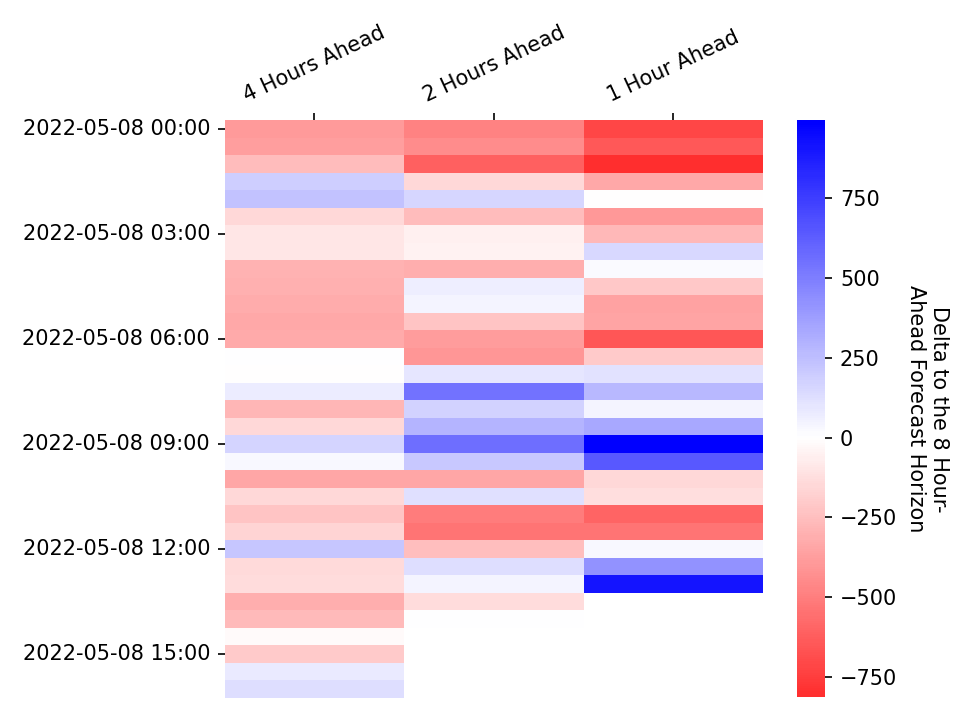 4 Hours Ahead
2 Hours Ahead
1 Hour Ahead
2022-05-08 00:00
2022-05-08 03:00
2022-05-08 06:00
2022-05-08 09:00
2022-05-08 12:00
2022-05-08 15:00
750
500
250
0
−250
−500
−750
Delta to the 8 Hour-
Ahead Forecast Horizon